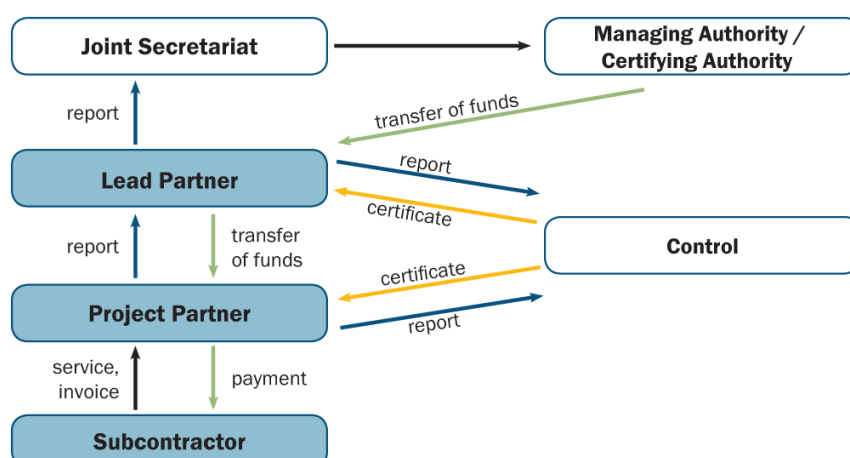 Joint Secretariat
Managing Authority /
Certifying Authority
transfer of funds
report
Lead Partner
report
certificate
report
transfer
of funds
Control
certificate
Project Partner
report
service,
invoice
payment
Subcontractor